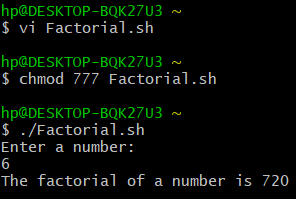 hp@DESKTOP-BQK27U3 ~
$ vi Factorial.sh
hp@DESKTOP-BQK27U3 ~
$ chmod 777 Factorial.sh
hp@DESKTOP-BQK27U3 ~
$ ./Factorial.sh
Enter a number:
6
The factorial of a number is 720